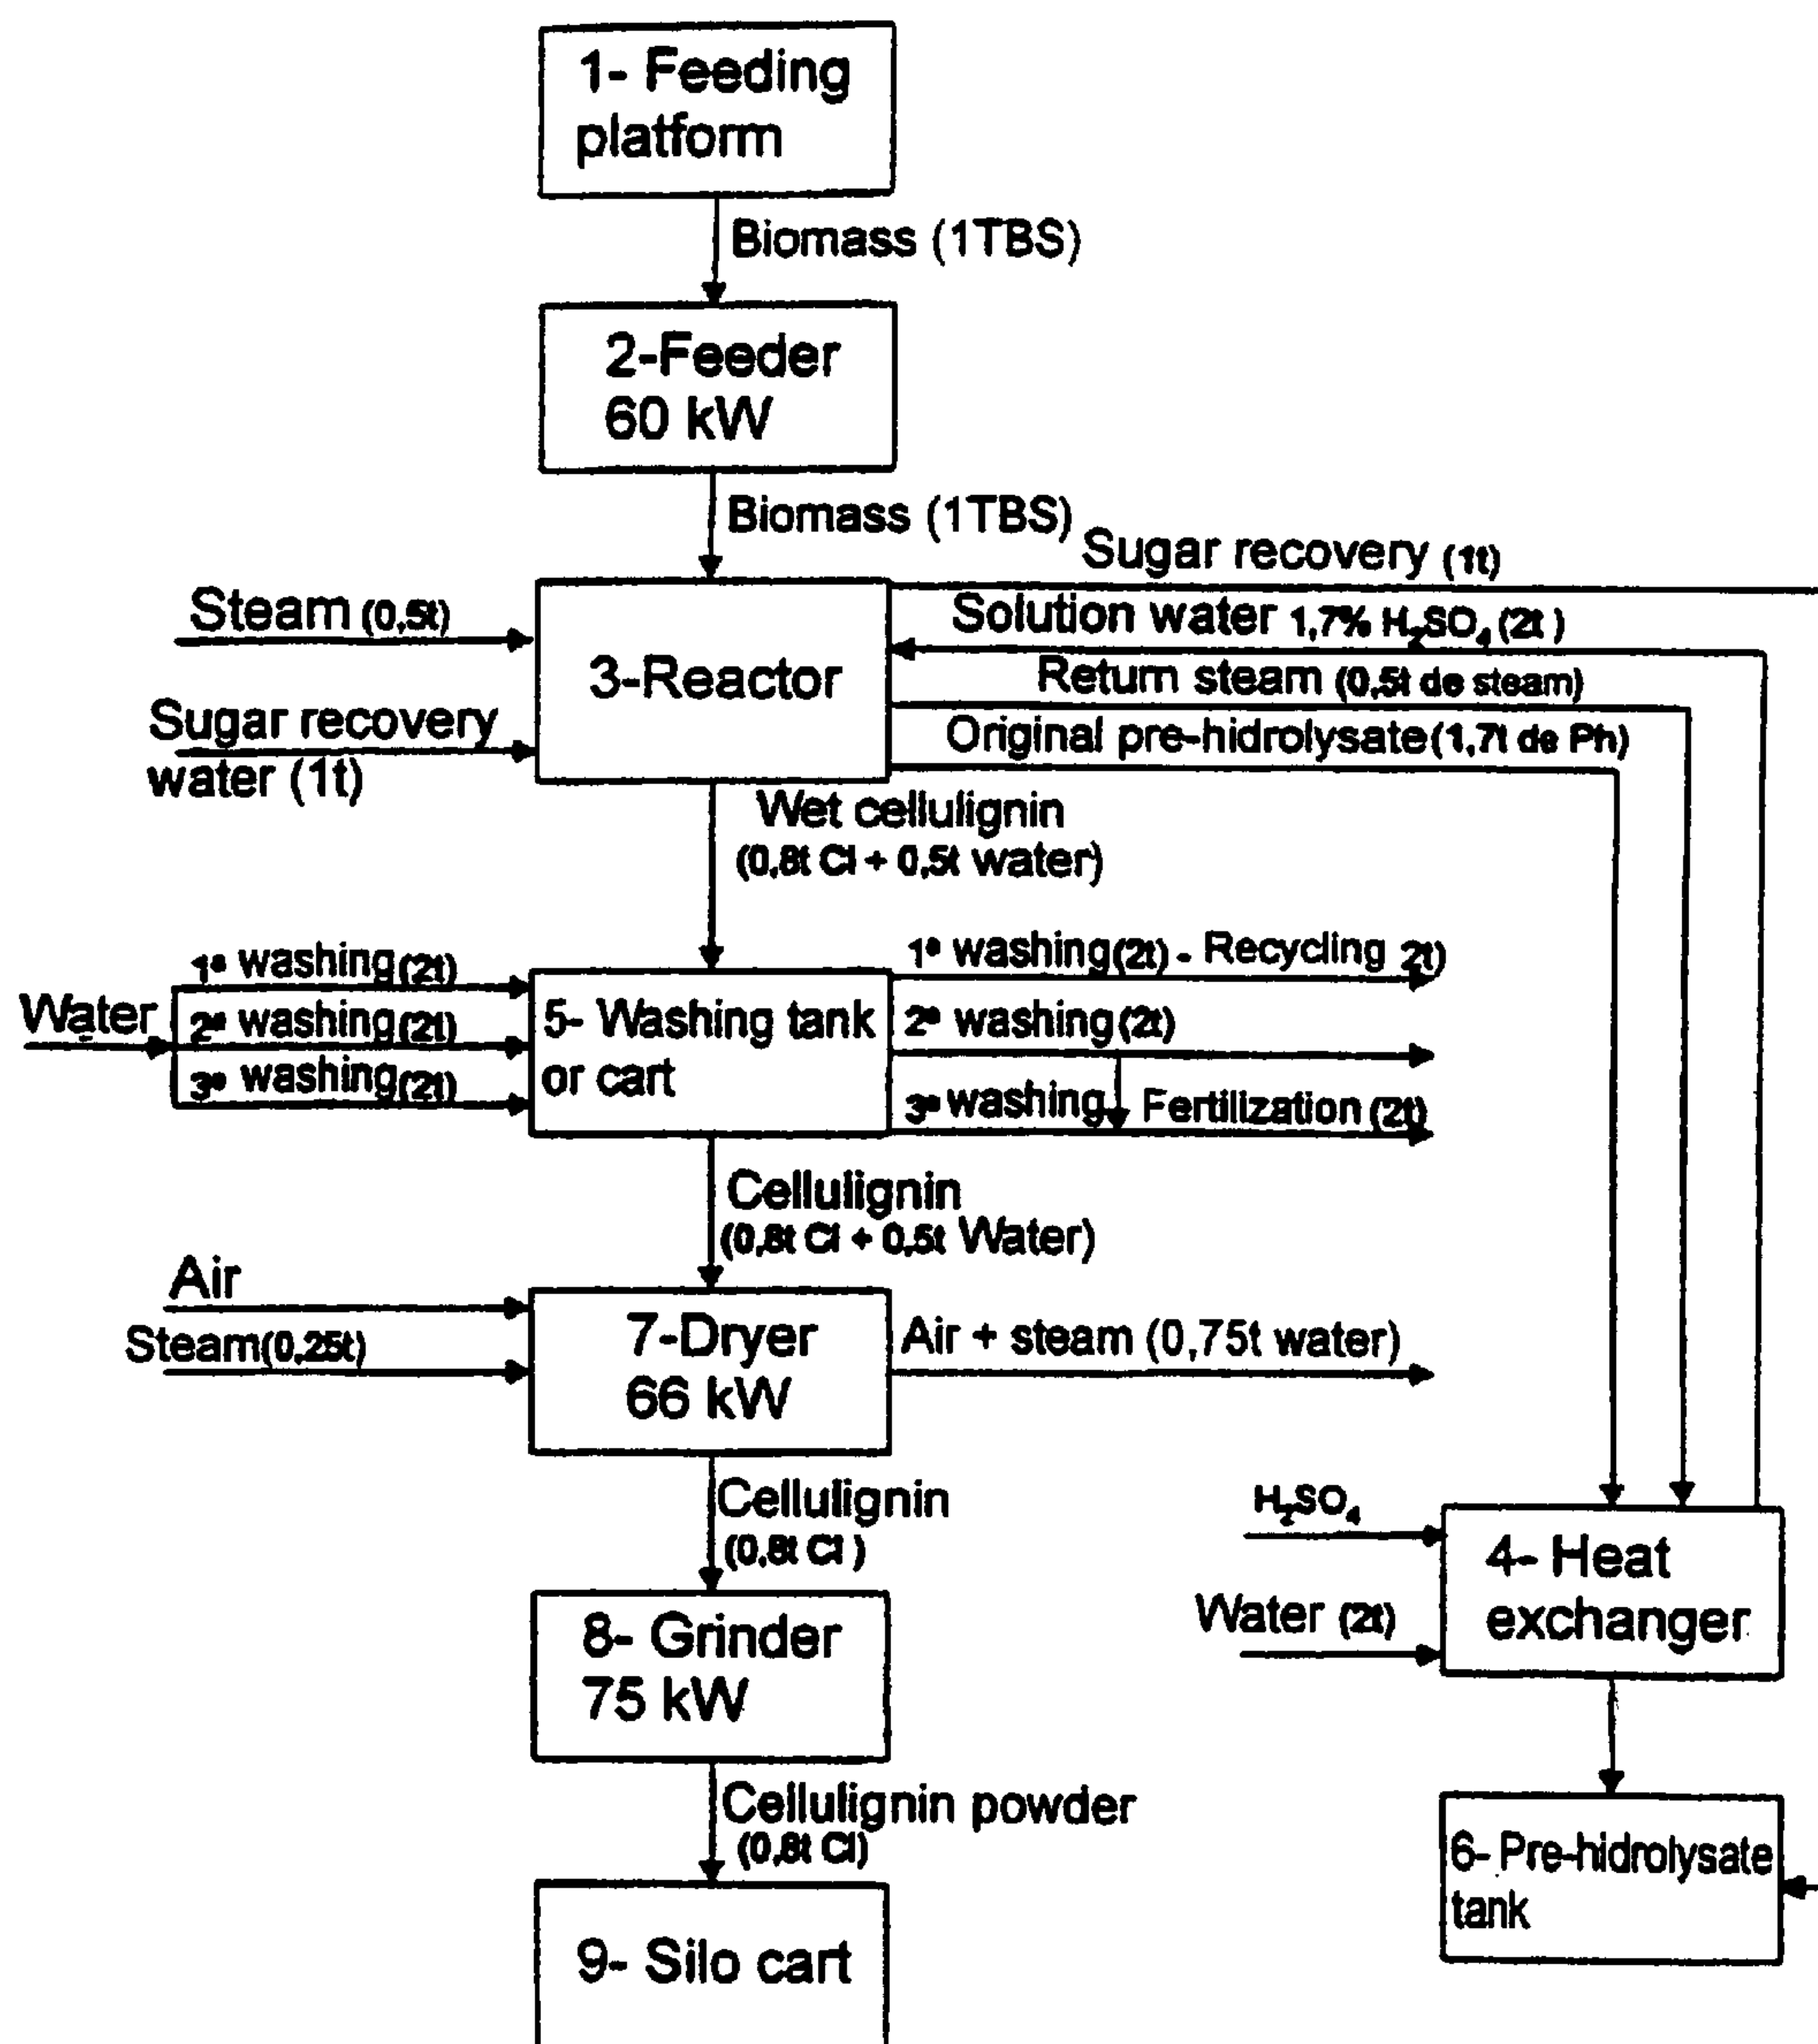 1- Feeding
platform
Biomass (1TBS)
2-Feeder
60 kW
Biomass (1TBS)
Sugar recovery (1t)
Steam (0,5t)
Solution water 1,7% H₂SO₄ (2t )
3-Reactor
Return steam (0,5t de steam)
Sugar recovery
water (1t)
Original pre-hidrolysate (1,7t de Ph)
Wet cellulignin
(0,8t Cl + 0,5t water)
Water
1ª washing(2t)
2ª washing(2t)
3ª washing(2t)
5- Washing tank
or cart
1ª washing(2t) - Recycling 2t)
2ª washing(2t)
3ª washing
Fertilization (2t)
Cellulignin
(0,8t Cl + 0,5t Water)
Air
Steam(0,25t)
7-Dryer
66 kW
Air + steam (0,75t water)
Cellulignin
(0,8t Cl )
H₂SO₄
Water (2t)
4- Heat
exchanger
8- Grinder
75 kW
Cellulignin powder
(0,8t Cl)
6- Pre-hidrolysate
tank
9- Silo cart